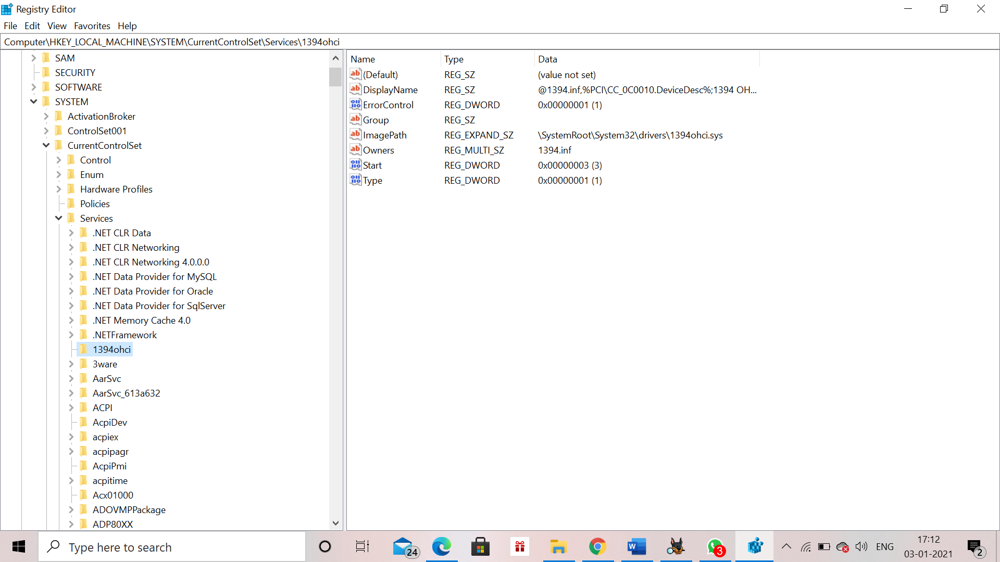 Registry Editor
File Edit View Favorites Help
Computer\HKEY_LOCAL_MACHINE\SYSTEM\CurrentControlSet\Services\1394ohci
SAM
SECURITY
SOFTWARE
SYSTEM
ActivationBroker
ControlSet001
CurrentControlSet
Control
Enum
Hardware Profiles
Policies
Services
.NET CLR Data
.NET CLR Networking
.NET CLR Networking 4.0.0.0
.NET Data Provider for MySQL
.NET Data Provider for Oracle
.NET Data Provider for SqlServer
.NET Memory Cache 4.0
.NETFramework
1394ohci
3ware
AarSvc
AarSvc_613a632
ACPI
AcpiDev
acpiex
acpipagr
AcpiPmi
acpitime
Acx01000
ADOVMPPackage
ADP80XX
Name Type Data
(Default) REG_SZ (value not set)
DisplayName REG_SZ @1394.inf,%PCI\CC_0C0010.DeviceDesc%;1394 OH...
ErrorControl REG_DWORD 0x00000001 (1)
Group REG_SZ
ImagePath REG_EXPAND_SZ \SystemRoot\System32\drivers\1394ohci.sys
Owners REG_MULTI_SZ 1394.inf
Start REG_DWORD 0x00000003 (3)
Type REG_DWORD 0x00000001 (1)
Type here to search
24
W
3
ENG
17:12
03-01-2021
2